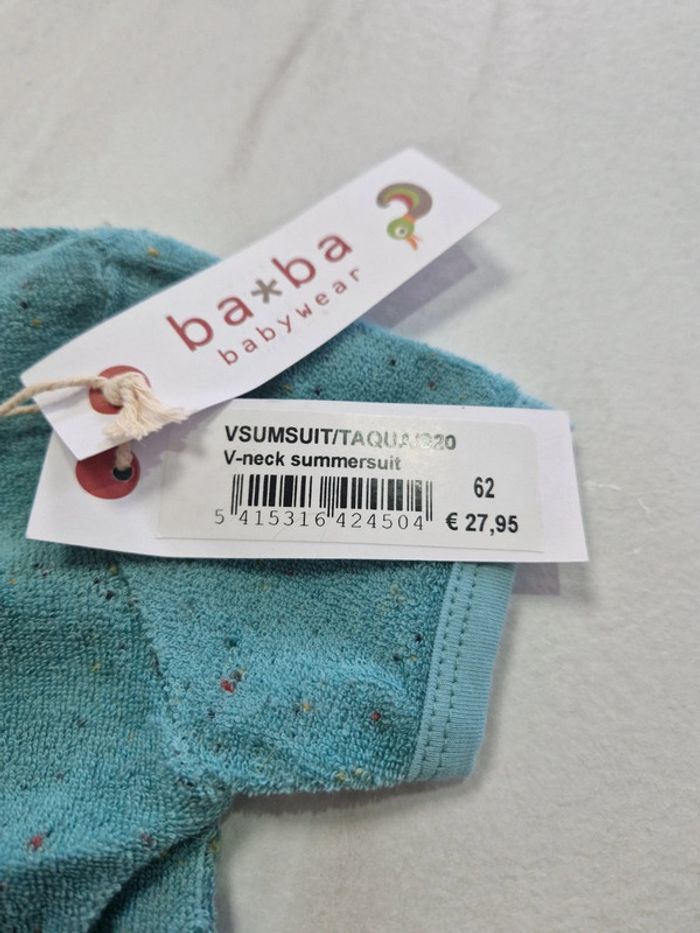 ba*ba
babywear
VSUMSUIT/TAQUA/S20
V-neck summersuit
62
5 415316 424504
€ 27,95